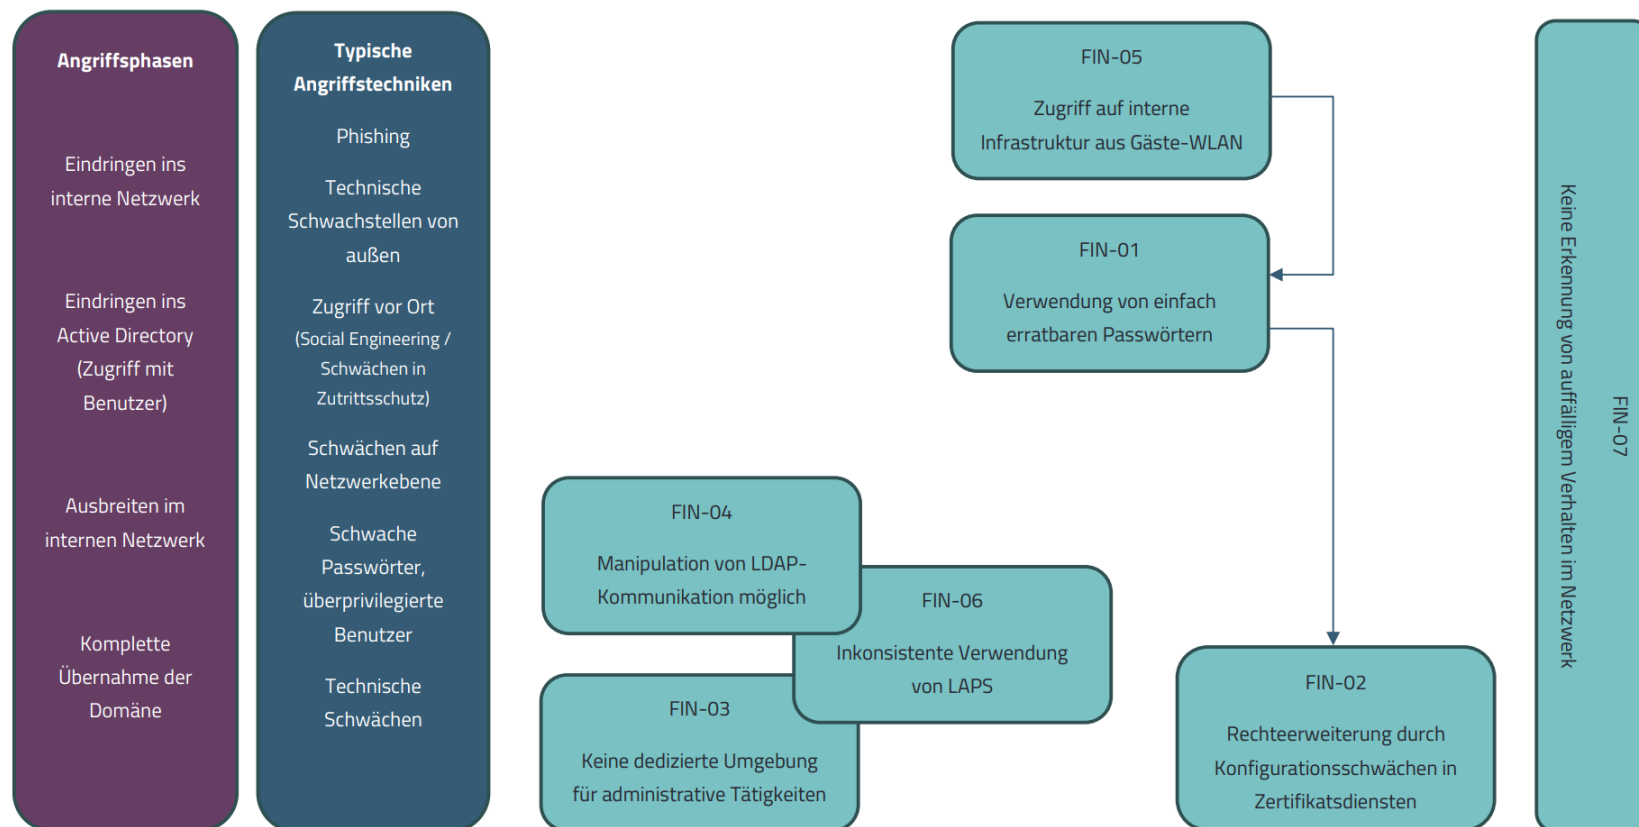 Angriffsphasen
Eindringen ins
interne Netzwerk
Eindringen ins
Active Directory
(Zugriff mit
Benutzer)
Ausbreiten im
internen Netzwerk
Komplette
Übernahme der
Domäne
Typische
Angriffstechniken
Phishing
Technische
Schwachstellen von
außen
Zugriff vor Ort
(Social Engineering /
Schwächen in
Zutrittsschutz)
Schwächen auf
Netzwerkebene
Schwache
Passwörter,
überprivilegierte
Benutzer
Technische
Schwächen
FIN-05
Zugriff auf interne
Infrastruktur aus Gäste-WLAN
FIN-01
Verwendung von einfach
erratbaren Passwörtern
FIN-04
Manipulation von LDAP-
Kommunikation möglich
FIN-06
Inkonsistente Verwendung
von LAPS
FIN-03
Keine dedizierte Umgebung
für administrative Tätigkeiten
FIN-02
Rechteerweiterung durch
Konfigurationsschwächen in
Zertifikatsdiensten
FIN-07
Keine Erkennung von auffälligem Verhalten im Netzwerk